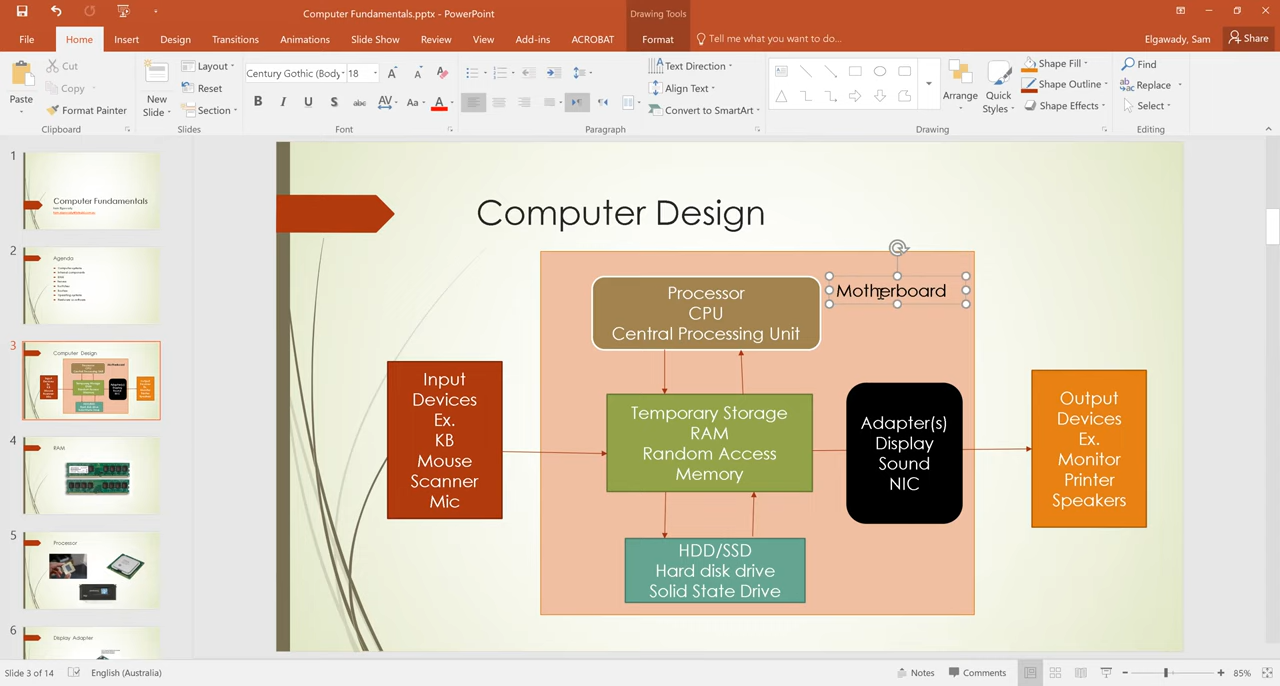 Computer Fundamentals.pptx - PowerPoint
Drawing Tools
File
Home
Insert
Design
Transitions
Animations
Slide Show
Review
View
Add-ins
ACROBAT
Format
Tell me what you want to do...
Elgawady, Sam
Share
Paste
Cut
Copy
Format Painter
Clipboard
New
Slide
Layout
Reset
Section
Slides
Century Gothic (Body
18
Font
Text Direction
Align Text
Convert to SmartArt
Paragraph
Arrange
Quick
Styles
Shape Fill
Shape Outline
Shape Effects
Drawing
Find
Replace
Select
Editing
1
Computer Fundamentals
2
Agenda
3
Computer Design
4
RAM
5
Processor
6
Display Adapter
Computer Design
Processor
CPU
Central Processing Unit
Motherboard
Input
Devices
Ex.
KB
Mouse
Scanner
Mic
Temporary Storage
RAM
Random Access
Memory
Adapter(s)
Display
Sound
NIC
Output
Devices
Ex.
Monitor
Printer
Speakers
HDD/SSD
Hard disk drive
Solid State Drive
Slide 3 of 14
English (Australia)
Notes
Comments
85%